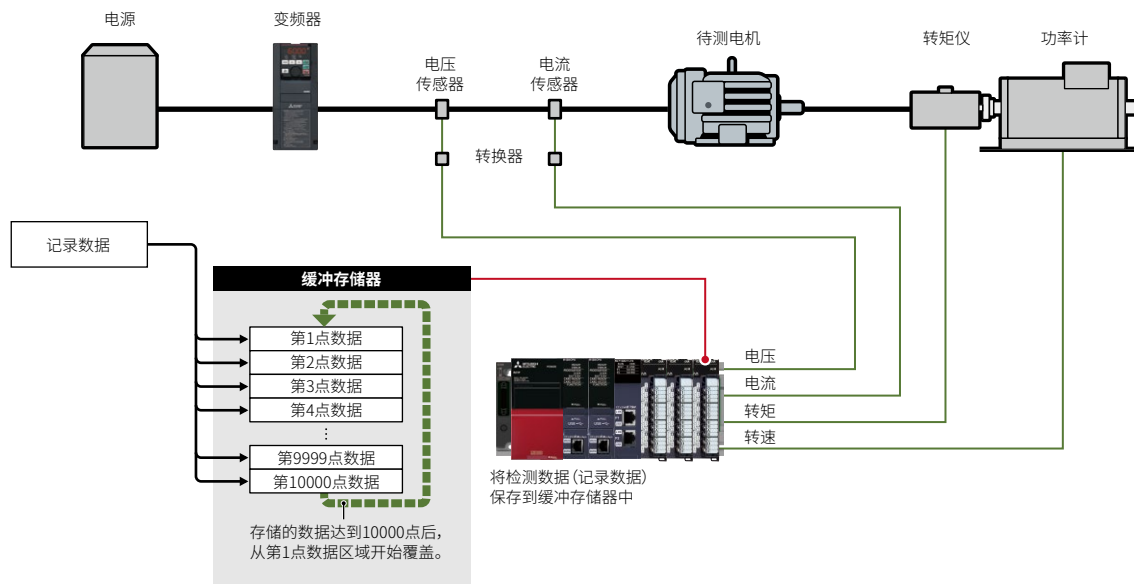 电源
变频器
电压
传感器
电流
传感器
待测电机
转矩仪
功率计
转换器
记录数据
缓冲存储器
第1点数据
第2点数据
第3点数据
第4点数据
⋮
第9999点数据
第10000点数据
存储的数据达到10000点后，
从第1点数据区域开始覆盖。
电压
电流
转矩
转速
将检测数据（记录数据）
保存到缓冲存储器中